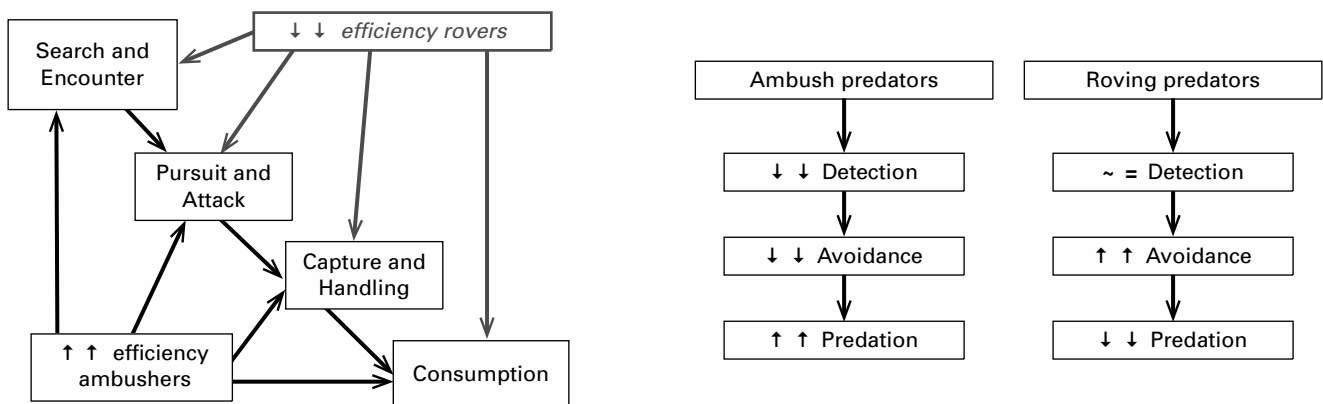 ↓ ↓ efficiency rovers
Search and
Encounter
Pursuit and
Attack
Capture and
Handling
↑ ↑ efficiency
ambushers
Consumption
Ambush predators
↓ ↓ Detection
↓ ↓ Avoidance
↑ ↑ Predation
Roving predators
~ = Detection
↑ ↑ Avoidance
↓ ↓ Predation